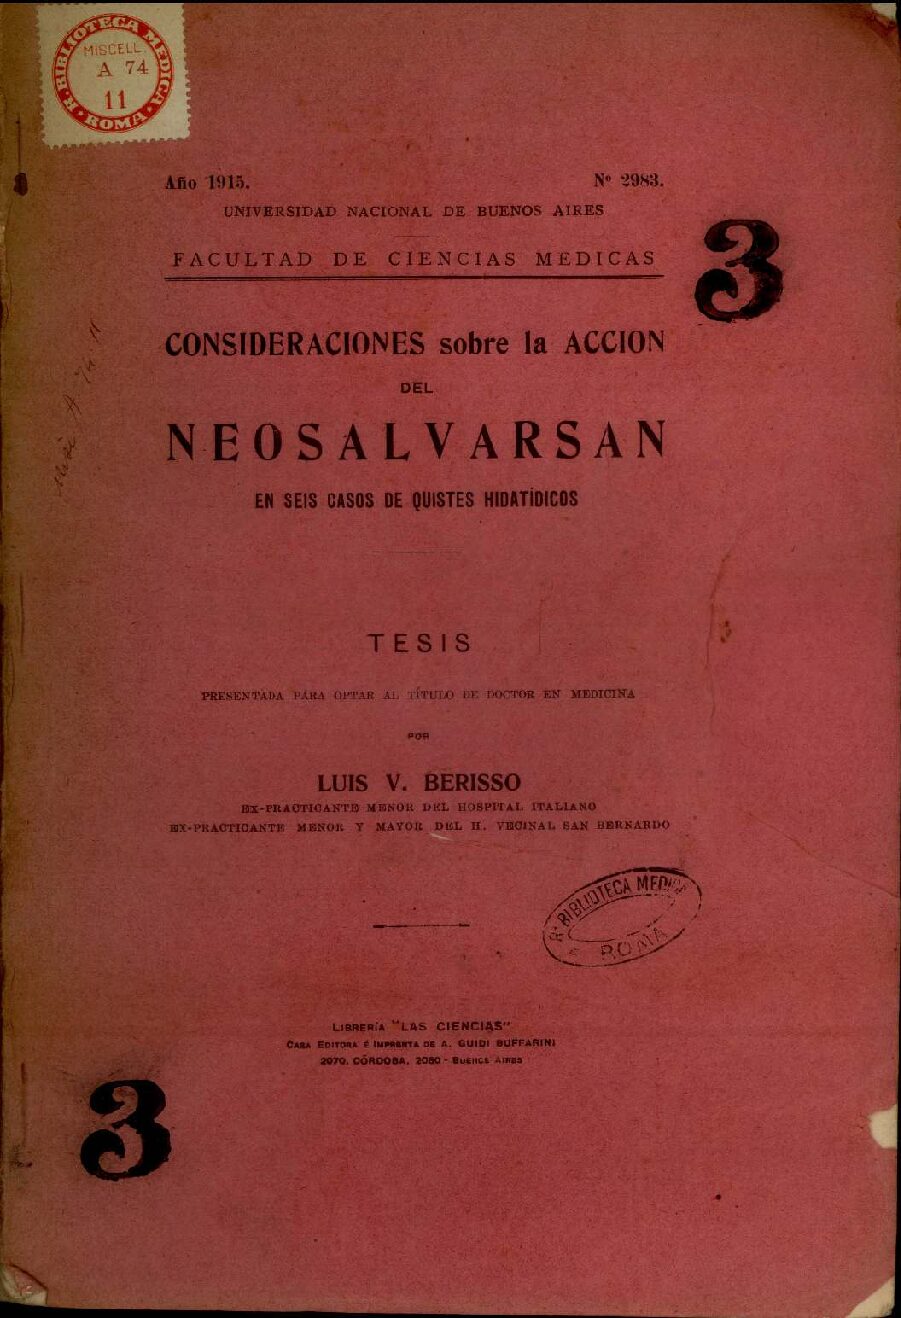 R. BIBLIOTECA MEDICA
MISCELL.
A 74
11
ROMA
Año 1915.
Nº 2983.
UNIVERSIDAD NACIONAL DE BUENOS AIRES
FACULTAD DE CIENCIAS MEDICAS
3
CONSIDERACIONES sobre la ACCION
DEL
NEOSALVARSAN
EN SEIS CASOS DE QUISTES HIDATÍDICOS
TESIS
PRESENTADA PARA OPTAR AL TÍTULO DE DOCTOR EN MEDICINA
POR
LUIS V. BERISSO
EX-PRACTICANTE MENOR DEL HOSPITAL ITALIANO
EX-PRACTICANTE MENOR Y MAYOR DEL H. VECINAL SAN BERNARDO
Rª BIBLIOTECA MEDICA
ROMA
LIBRERÍA "LAS CIENCIAS"
CASA EDITORA É IMPRENTA DE A. GUIDI BUFFARINI
2070, CÓRDOBA, 2080 - BUENOS AIRES
3